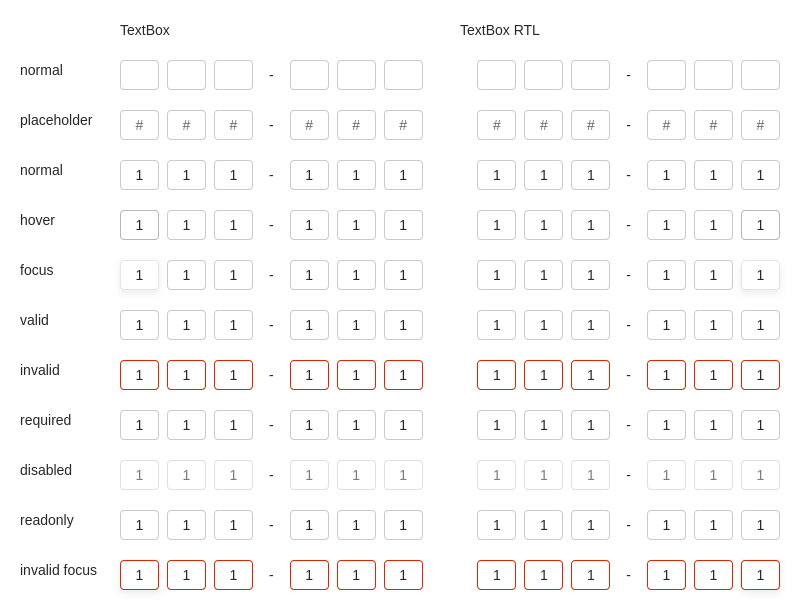 TextBox TextBox RTL
normal - -
placeholder # # # - # # # # # # - # # #
normal 1 1 1 - 1 1 1 1 1 1 - 1 1 1
hover 1 1 1 - 1 1 1 1 1 1 - 1 1 1
focus 1 1 1 - 1 1 1 1 1 1 - 1 1 1
valid 1 1 1 - 1 1 1 1 1 1 - 1 1 1
invalid 1 1 1 - 1 1 1 1 1 1 - 1 1 1
required 1 1 1 - 1 1 1 1 1 1 - 1 1 1
disabled 1 1 1 - 1 1 1 1 1 1 - 1 1 1
readonly 1 1 1 - 1 1 1 1 1 1 - 1 1 1
invalid focus 1 1 1 - 1 1 1 1 1 1 - 1 1 1